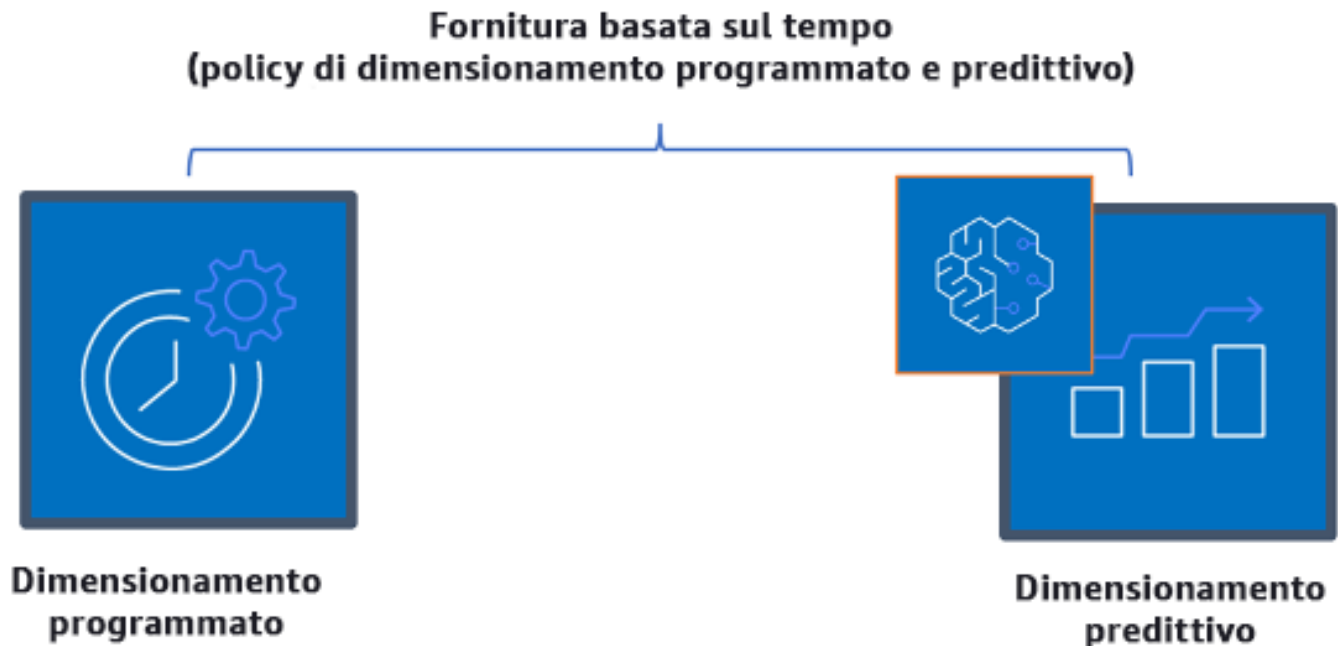 Fornitura basata sul tempo
(policy di dimensionamento programmato e predittivo)
Dimensionamento
programmato
Dimensionamento
predittivo